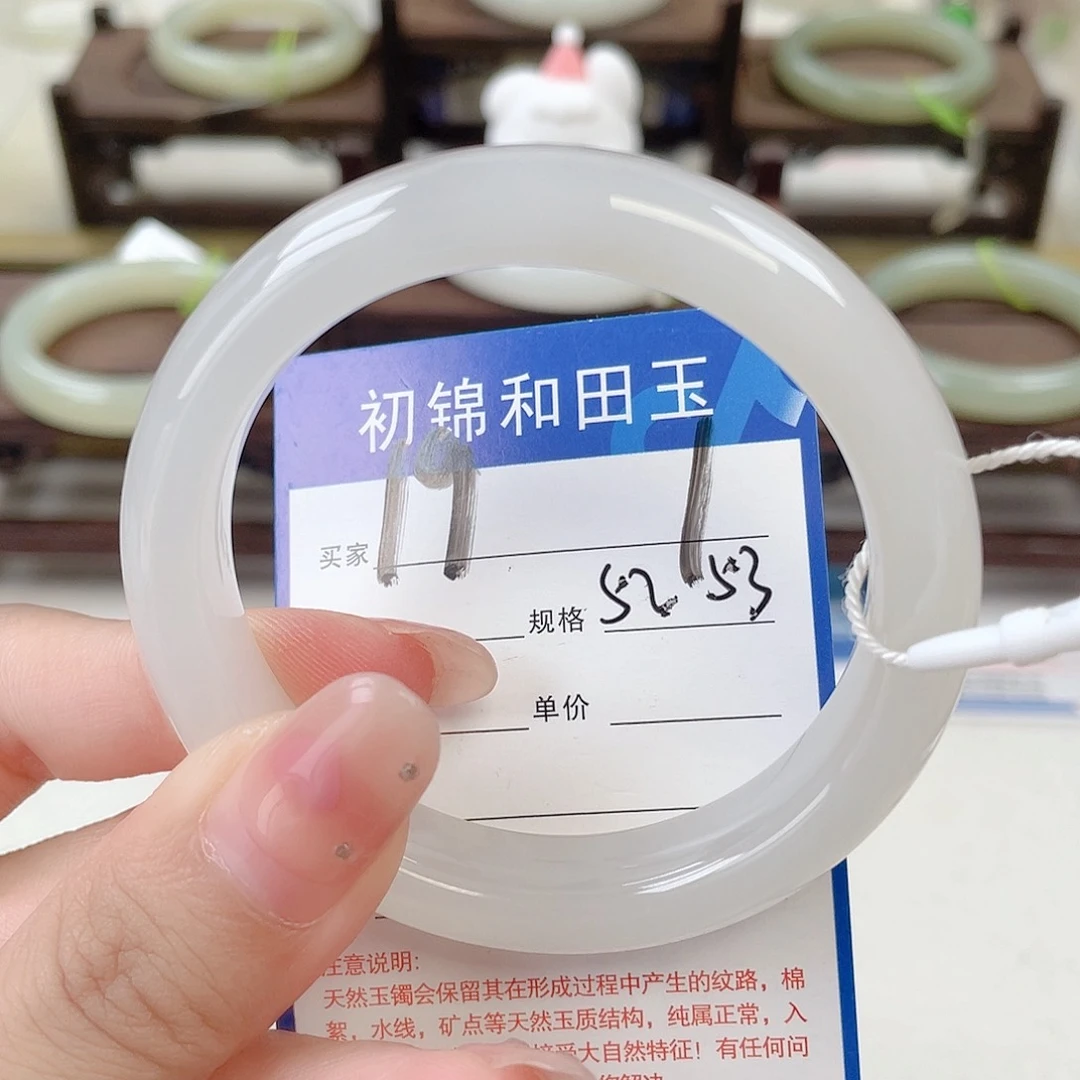 初锦和田玉
19 1
买家
规格 52 53
单价
注意说明:
天然玉镯会保留其在形成过程中产生的纹路，棉
絮，水线，矿点等天然玉质结构，纯属正常，入
接受大自然特征！有任何问